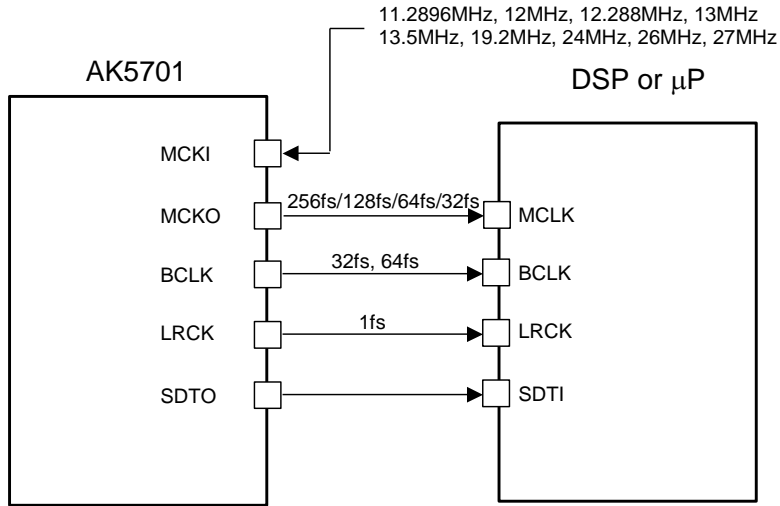 11.2896MHz, 12MHz, 12.288MHz, 13MHz
13.5MHz, 19.2MHz, 24MHz, 26MHz, 27MHz
AK5701
DSP or μP
MCKI
MCKO
256fs/128fs/64fs/32fs
MCLK
BCLK
32fs, 64fs
BCLK
LRCK
1fs
LRCK
SDTO
SDTI